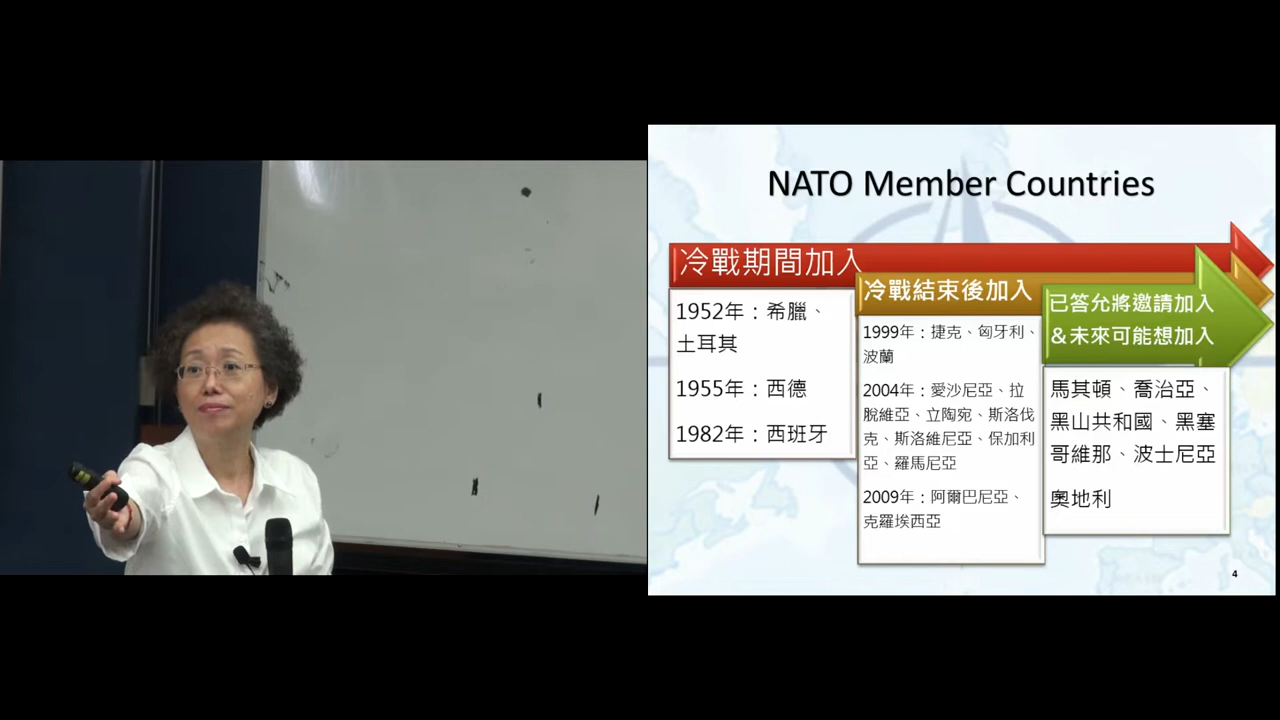 NATO Member Countries
冷戰期間加入
1952年：希臘、
土耳其
1955年：西德
1982年：西班牙
冷戰結束後加入
1999年：捷克、匈牙利、
波蘭
2004年：愛沙尼亞、拉
脫維亞、立陶宛、斯洛伐
克、斯洛維尼亞、保加利
亞、羅馬尼亞
2009年：阿爾巴尼亞、
克羅埃西亞
已答允將邀請加入
＆未來可能想加入
馬其頓、喬治亞、
黑山共和國、黑塞
哥維那、波士尼亞
奧地利
4